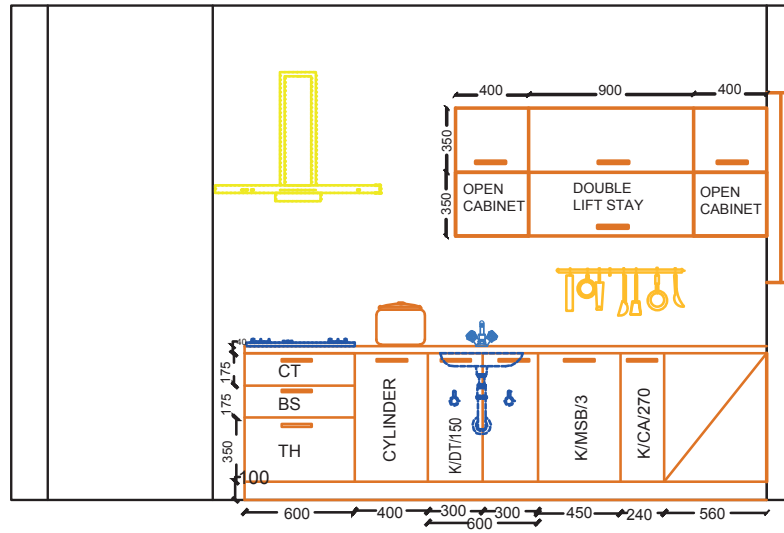 400 900 400
350
350
OPEN CABINET
DOUBLE LIFT STAY
OPEN CABINET
40
175
175
350
100
CT
BS
TH
CYLINDER
K/DT/150
K/MSB/3
K/CA/270
600 400 300 300 450 240 560
600